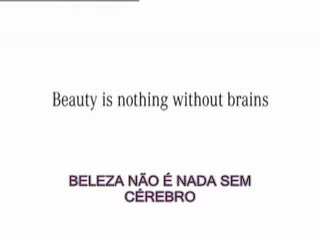 Beauty is nothing without brains
BELEZA NÃO É NADA SEM
CÉREBRO